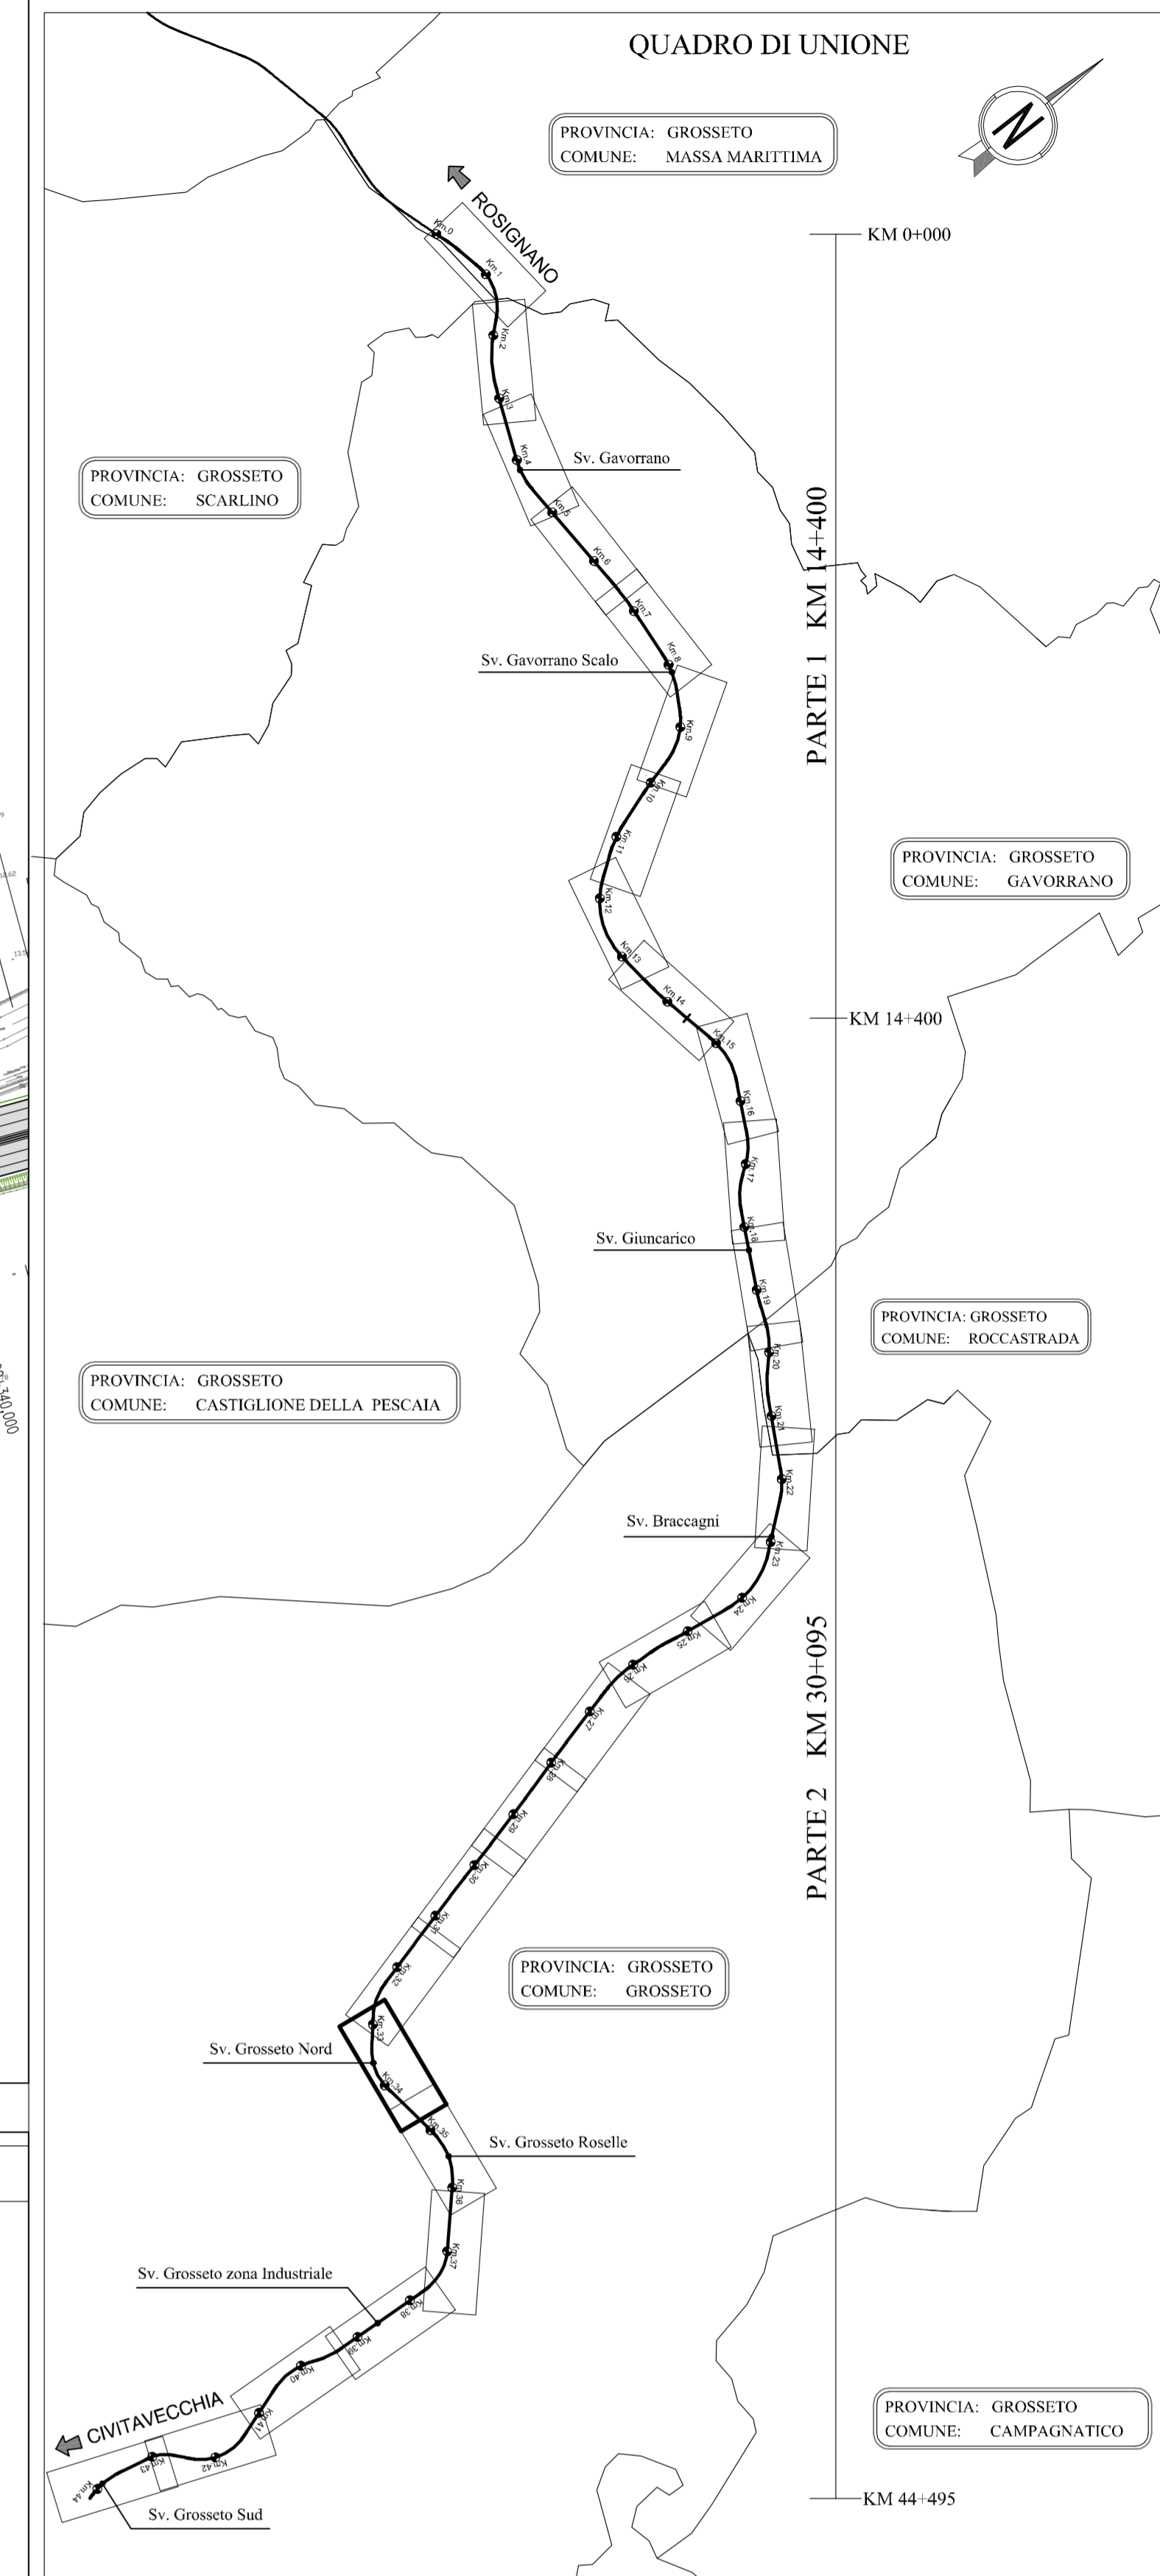 QUADRO DI UNIONE
N
PROVINCIA: GROSSETO
COMUNE: MASSA MARITTIMA
ROSIGNANO
Km.0
KM 0+000
Km.1
Km.2
Km.3
Km.4
Sv. Gavorrano
PROVINCIA: GROSSETO
COMUNE: SCARLINO
Km.5
Km.6
Km.7
PARTE 1 KM 14+400
Sv. Gavorrano Scalo
Km.8
Km.9
Km.10
Km.11
PROVINCIA: GROSSETO
COMUNE: GAVORRANO
Km.12
Km.13
Km.14
KM 14+400
Km.15
Km.16
Km.17
Km.18
Sv. Giuncarico
Km.19
PROVINCIA: GROSSETO
COMUNE: ROCCASTRADA
Km.20
PROVINCIA: GROSSETO
COMUNE: CASTIGLIONE DELLA PESCAIA
Km.21
Km.22
Sv. Braccagni
Km.23
Km.24
Km.25
Km.26
Km.27
PARTE 2 KM 30+095
Km.28
Km.29
Km.30
Km.31
Km.32
PROVINCIA: GROSSETO
COMUNE: GROSSETO
Km.33
Sv. Grosseto Nord
Km.34
Km.35
Sv. Grosseto Roselle
Km.36
Km.37
Sv. Grosseto zona Industriale
Km.38
Km.39
Km.40
Km.41
CIVITAVECCHIA
Km.42
Km.43
Km.44
PROVINCIA: GROSSETO
COMUNE: CAMPAGNATICO
KM 44+495
Sv. Grosseto Sud